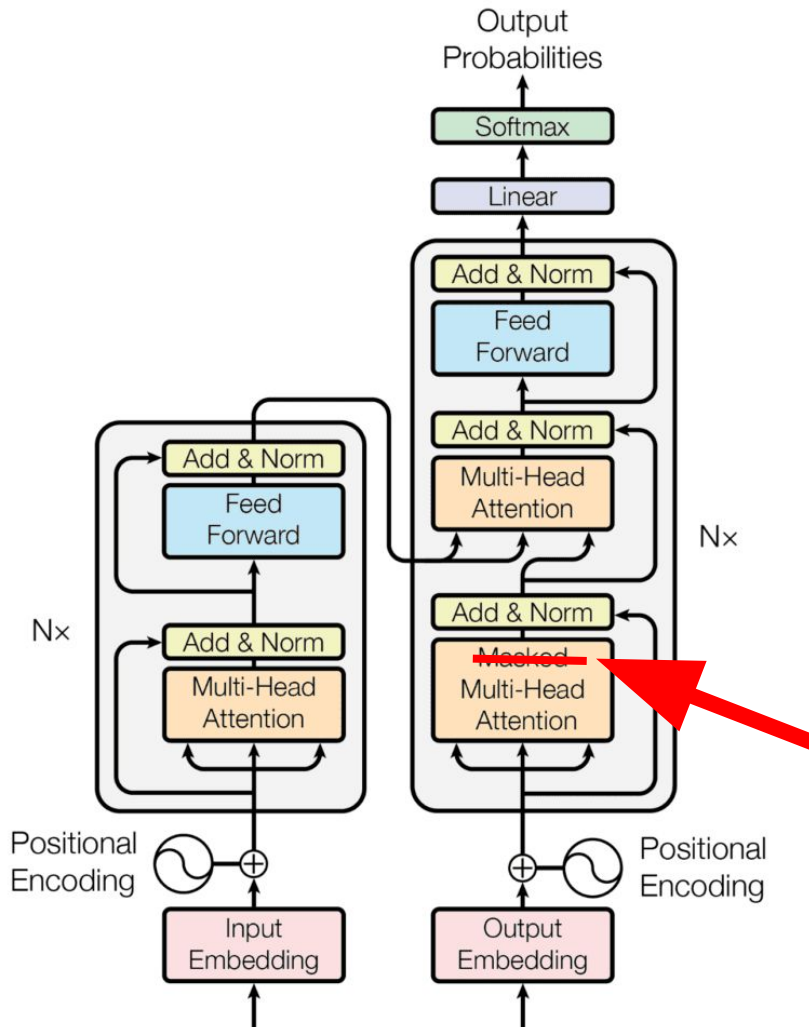 Output
Probabilities
Softmax
Linear
Add & Norm
Feed
Forward
Add & Norm
Multi-Head
Attention
Add & Norm
Masked
Multi-Head
Attention
Nx
Add & Norm
Feed
Forward
Add & Norm
Multi-Head
Attention
Nx
Positional
Encoding
Positional
Encoding
Input
Embedding
Output
Embedding